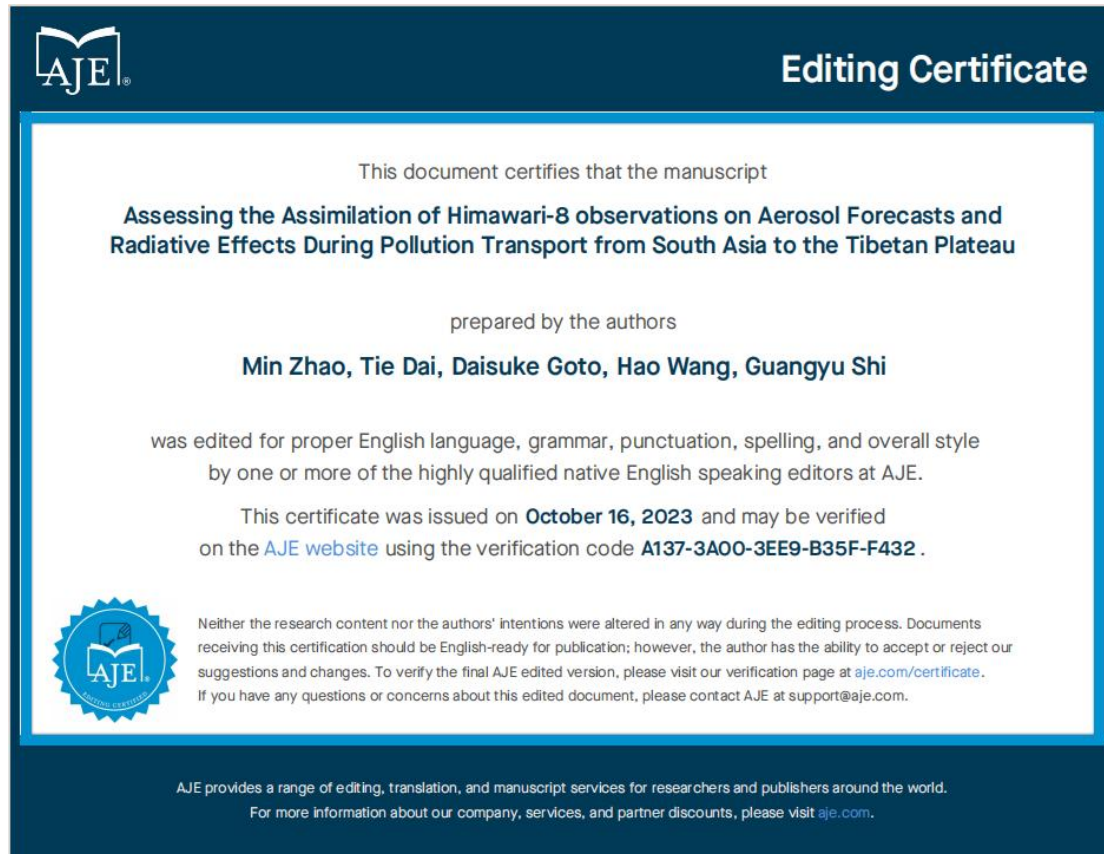 AJE®
Editing Certificate
This document certifies that the manuscript
Assessing the Assimilation of Himawari-8 observations on Aerosol Forecasts and
Radiative Effects During Pollution Transport from South Asia to the Tibetan Plateau
prepared by the authors
Min Zhao, Tie Dai, Daisuke Goto, Hao Wang, Guangyu Shi
was edited for proper English language, grammar, punctuation, spelling, and overall style
by one or more of the highly qualified native English speaking editors at AJE.
This certificate was issued on October 16, 2023 and may be verified
on the AJE website using the verification code A137-3A00-3EE9-B35F-F432 .
Neither the research content nor the authors' intentions were altered in any way during the editing process. Documents
receiving this certification should be English-ready for publication; however, the author has the ability to accept or reject our
suggestions and changes. To verify the final AJE edited version, please visit our verification page at aje.com/certificate.
If you have any questions or concerns about this edited document, please contact AJE at support@aje.com.
AJE®
EDITING CERTIFIED
AJE provides a range of editing, translation, and manuscript services for researchers and publishers around the world.
For more information about our company, services, and partner discounts, please visit aje.com.